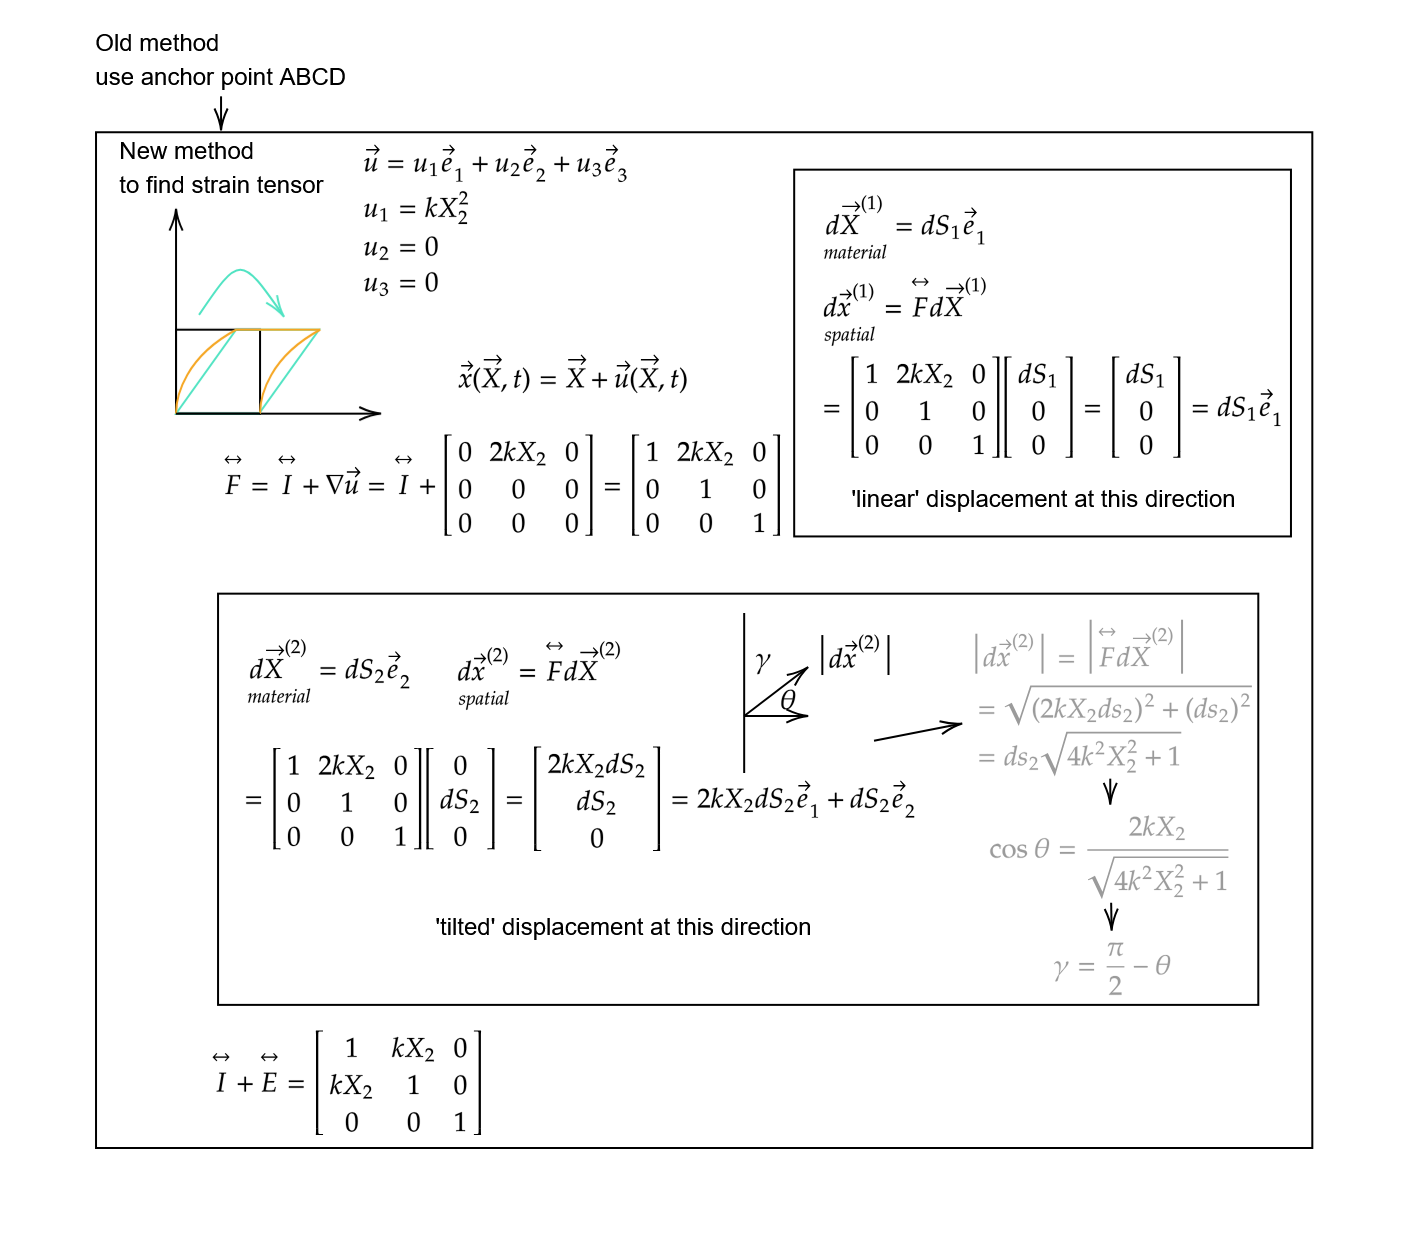 Old method
use anchor point ABCD
New method
to find strain tensor
$\vec{u} = u_1\vec{e}_1 + u_2\vec{e}_2 + u_3\vec{e}_3$
$u_1 = kX_2^2$
$u_2 = 0$
$u_3 = 0$
$\vec{x}(\vec{X}, t) = \vec{X} + \vec{u}(\vec{X}, t)$
$\overleftrightarrow{F} = \overleftrightarrow{I} + \nabla\vec{u} = \overleftrightarrow{I} + \begin{bmatrix} 0 & 2kX_2 & 0 \\ 0 & 0 & 0 \\ 0 & 0 & 0 \end{bmatrix} = \begin{bmatrix} 1 & 2kX_2 & 0 \\ 0 & 1 & 0 \\ 0 & 0 & 1 \end{bmatrix}$
$d\vec{X}^{(1)} = dS_1\vec{e}_1$
material
$d\vec{x}^{(1)} = \overleftrightarrow{F}d\vec{X}^{(1)}$
spatial
$= \begin{bmatrix} 1 & 2kX_2 & 0 \\ 0 & 1 & 0 \\ 0 & 0 & 1 \end{bmatrix}\begin{bmatrix} dS_1 \\ 0 \\ 0 \end{bmatrix} = \begin{bmatrix} dS_1 \\ 0 \\ 0 \end{bmatrix} = dS_1\vec{e}_1$
'linear' displacement at this direction
$d\vec{X}^{(2)} = dS_2\vec{e}_2$
material
$d\vec{x}^{(2)} = \overleftrightarrow{F}d\vec{X}^{(2)}$
spatial
$= \begin{bmatrix} 1 & 2kX_2 & 0 \\ 0 & 1 & 0 \\ 0 & 0 & 1 \end{bmatrix}\begin{bmatrix} 0 \\ dS_2 \\ 0 \end{bmatrix} = \begin{bmatrix} 2kX_2dS_2 \\ dS_2 \\ 0 \end{bmatrix} = 2kX_2dS_2\vec{e}_1 + dS_2\vec{e}_2$
$\gamma$
$|d\vec{x}^{(2)}|$
$\theta$
$|d\vec{x}^{(2)}| = |\overleftrightarrow{F}d\vec{X}^{(2)}|$
$= \sqrt{(2kX_2ds_2)^2 + (ds_2)^2}$
$= ds_2\sqrt{4k^2X_2^2 + 1}$
$\cos\theta = \frac{2kX_2}{\sqrt{4k^2X_2^2 + 1}}$
$\gamma = \frac{\pi}{2} - \theta$
'tilted' displacement at this direction
$\overleftrightarrow{I} + \overleftrightarrow{E} = \begin{bmatrix} 1 & kX_2 & 0 \\ kX_2 & 1 & 0 \\ 0 & 0 & 1 \end{bmatrix}$